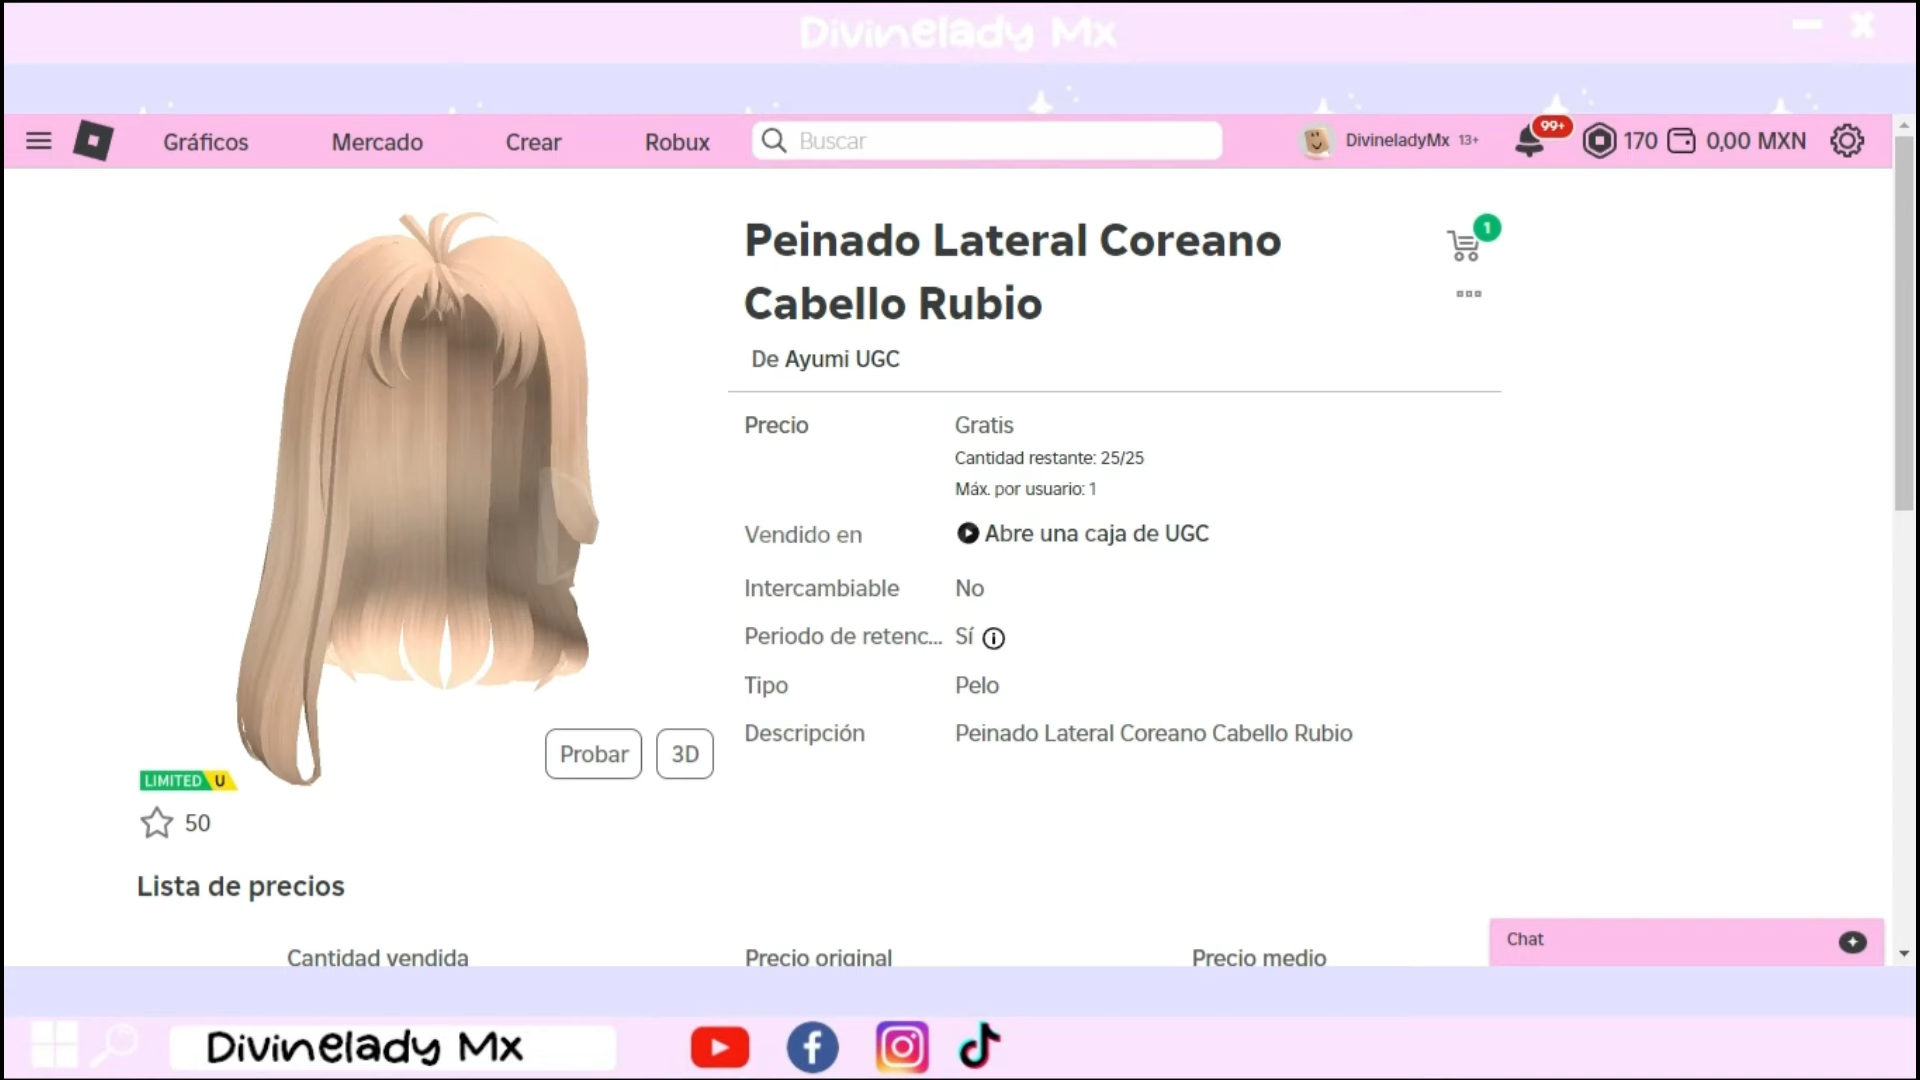 Divinelady Mx
Gráficos
Mercado
Crear
Robux
Buscar
DivineladyMx 13+
99+
170
0,00 MXN
Peinado Lateral Coreano
Cabello Rubio
1
De Ayumi UGC
Precio
Gratis
Cantidad restante: 25/25
Máx. por usuario: 1
Vendido en
Abre una caja de UGC
Intercambiable
No
Periodo de retenc...
Sí
Tipo
Pelo
Descripción
Peinado Lateral Coreano Cabello Rubio
Probar
3D
LIMITED U
50
Lista de precios
Cantidad vendida
Precio original
Precio medio
Chat
Divinelady Mx